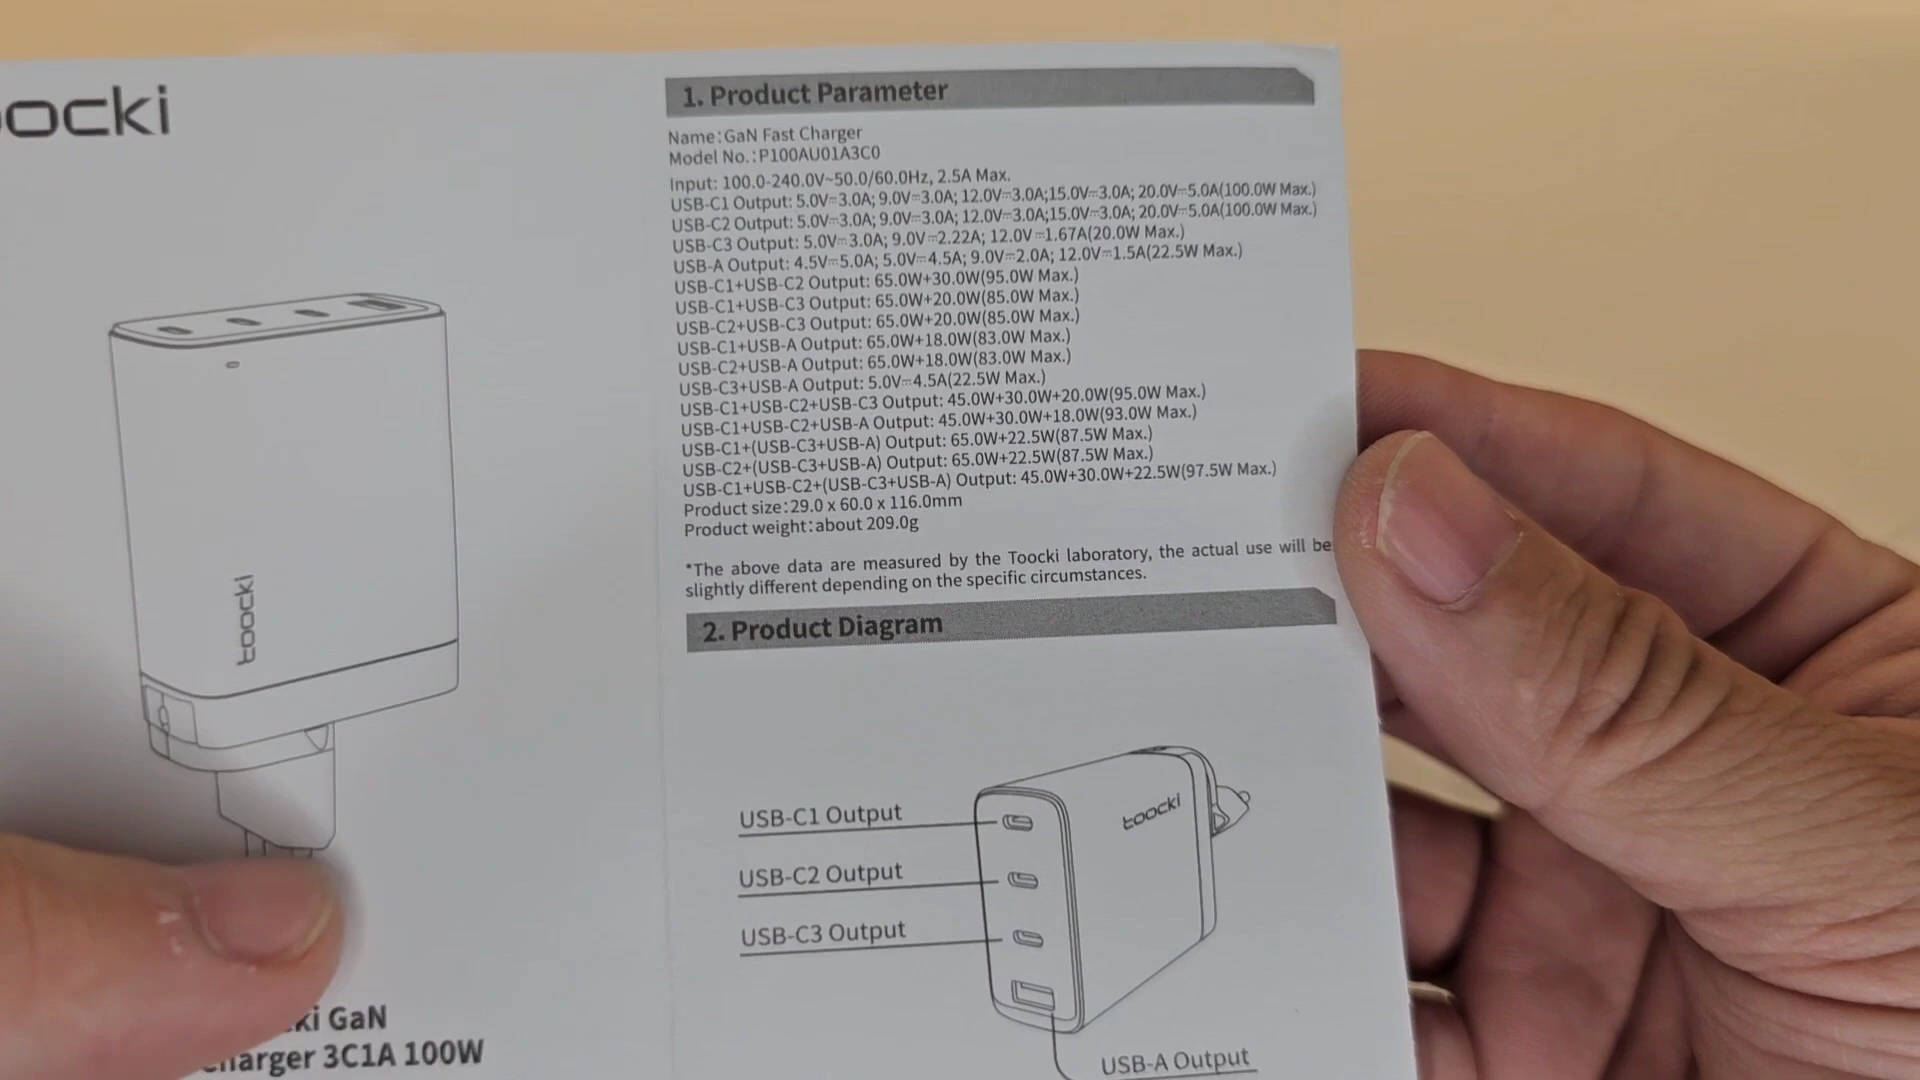 ocki
toocki
ki GaN
harger 3C1A 100W
1. Product Parameter
Name:GaN Fast Charger
Model No.:P100AU01A3C0
Input: 100.0-240.0V~50.0/60.0Hz, 2.5A Max.
USB-C1 Output: 5.0V⎓3.0A; 9.0V⎓3.0A; 12.0V⎓3.0A;15.0V⎓3.0A; 20.0V⎓5.0A(100.0W Max.)
USB-C2 Output: 5.0V⎓3.0A; 9.0V⎓3.0A; 12.0V⎓3.0A;15.0V⎓3.0A; 20.0V⎓5.0A(100.0W Max.)
USB-C3 Output: 5.0V⎓3.0A; 9.0V⎓2.22A; 12.0V⎓1.67A(20.0W Max.)
USB-A Output: 4.5V⎓5.0A; 5.0V⎓4.5A; 9.0V⎓2.0A; 12.0V⎓1.5A(22.5W Max.)
USB-C1+USB-C2 Output: 65.0W+30.0W(95.0W Max.)
USB-C1+USB-C3 Output: 65.0W+20.0W(85.0W Max.)
USB-C2+USB-C3 Output: 65.0W+20.0W(85.0W Max.)
USB-C1+USB-A Output: 65.0W+18.0W(83.0W Max.)
USB-C2+USB-A Output: 65.0W+18.0W(83.0W Max.)
USB-C3+USB-A Output: 5.0V⎓4.5A(22.5W Max.)
USB-C1+USB-C2+USB-C3 Output: 45.0W+30.0W+20.0W(95.0W Max.)
USB-C1+USB-C2+USB-A Output: 45.0W+30.0W+18.0W(93.0W Max.)
USB-C1+(USB-C3+USB-A) Output: 65.0W+22.5W(87.5W Max.)
USB-C2+(USB-C3+USB-A) Output: 65.0W+22.5W(87.5W Max.)
USB-C1+USB-C2+(USB-C3+USB-A) Output: 45.0W+30.0W+22.5W(97.5W Max.)
Product size:29.0 x 60.0 x 116.0mm
Product weight:about 209.0g
*The above data are measured by the Toocki laboratory, the actual use will be
slightly different depending on the specific circumstances.
2. Product Diagram
toocki
USB-C1 Output
USB-C2 Output
USB-C3 Output
USB-A Output